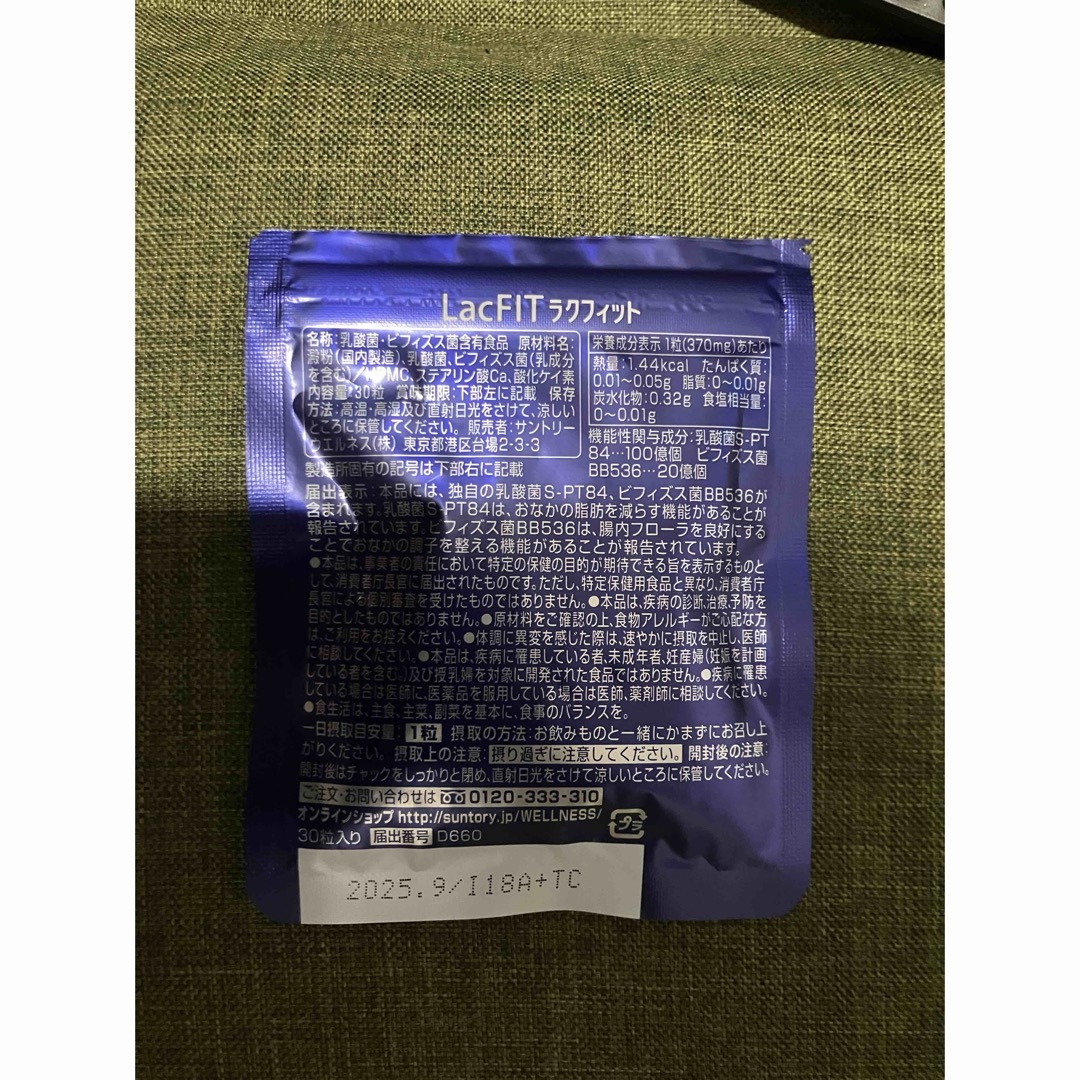 LacFIT ラクフィット
名称:乳酸菌・ビフィズス菌含有食品 原材料名:
澱粉(国内製造)、乳酸菌、ビフィズス菌(乳成分
を含む)/HPMC、ステアリン酸Ca、酸化ケイ素
内容量:30粒 賞味期限:下部左に記載 保存
方法:高温・高湿及び直射日光をさけて、涼しい
ところに保管してください。 販売者:サントリー
ウエルネス(株) 東京都港区台場2-3-3
製造所固有の記号は下部右に記載
栄養成分表示 1粒(370mg)あたり
熱量:1.44kcal たんぱく質:
0.01~0.05g 脂質:0~0.01g
炭水化物:0.32g 食塩相当量:
0~0.01g
機能性関与成分:乳酸菌S-PT
84…100億個 ビフィズス菌
BB536…20億個
届出表示:本品には、独自の乳酸菌S-PT84、ビフィズス菌BB536が
含まれます。乳酸菌S-PT84は、おなかの脂肪を減らす機能があることが
報告されています。ビフィズス菌BB536は、腸内フローラを良好にする
ことでおなかの調子を整える機能があることが報告されています。
●本品は、事業者の責任において特定の保健の目的が期待できる旨を表示するものと
して、消費者庁長官に届出されたものです。ただし、特定保健用食品と異なり、消費者庁
長官による個別審査を受けたものではありません。●本品は、疾病の診断、治療、予防を
目的としたものではありません。●原材料をご確認の上、食物アレルギーがご心配な方
は、ご利用をお控えください。●体調に異変を感じた際は、速やかに摂取を中止し、医師
に相談してください。●本品は、疾病に罹患している者、未成年者、妊産婦(妊娠を計画
している者を含む)及び授乳婦を対象に開発された食品ではありません。●疾病に罹患
している場合は医師に、医薬品を服用している場合は医師、薬剤師に相談してください。
●食生活は、主食、主菜、副菜を基本に、食事のバランスを。
一日摂取目安量:1粒 摂取の方法:お飲みものと一緒にかまずにお召し上
がりください。摂取上の注意:摂り過ぎに注意してください。開封後の注意:
開封後はチャックをしっかりと閉め、直射日光をさけて涼しいところに保管してください。
ご注文・お問い合わせは 0120-333-310
オンラインショップ http://suntory.jp/WELLNESS/
30粒入り 届出番号 D660
プラ
2025.9/I18A+TC